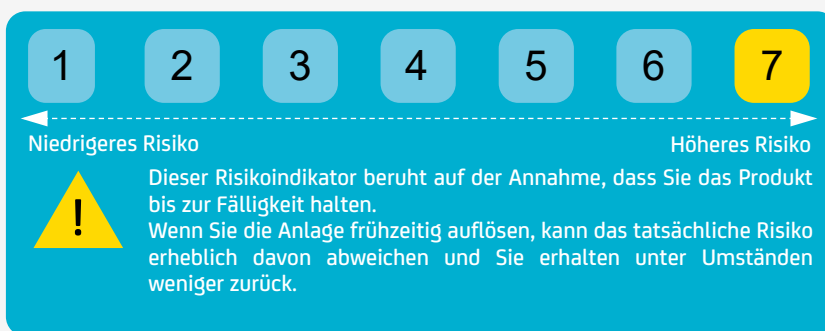 1 2 3 4 5 6 7
Niedrigeres Risiko Höheres Risiko
!
Dieser Risikoindikator beruht auf der Annahme, dass Sie das Produkt
bis zur Fälligkeit halten.
Wenn Sie die Anlage frühzeitig auflösen, kann das tatsächliche Risiko
erheblich davon abweichen und Sie erhalten unter Umständen
weniger zurück.